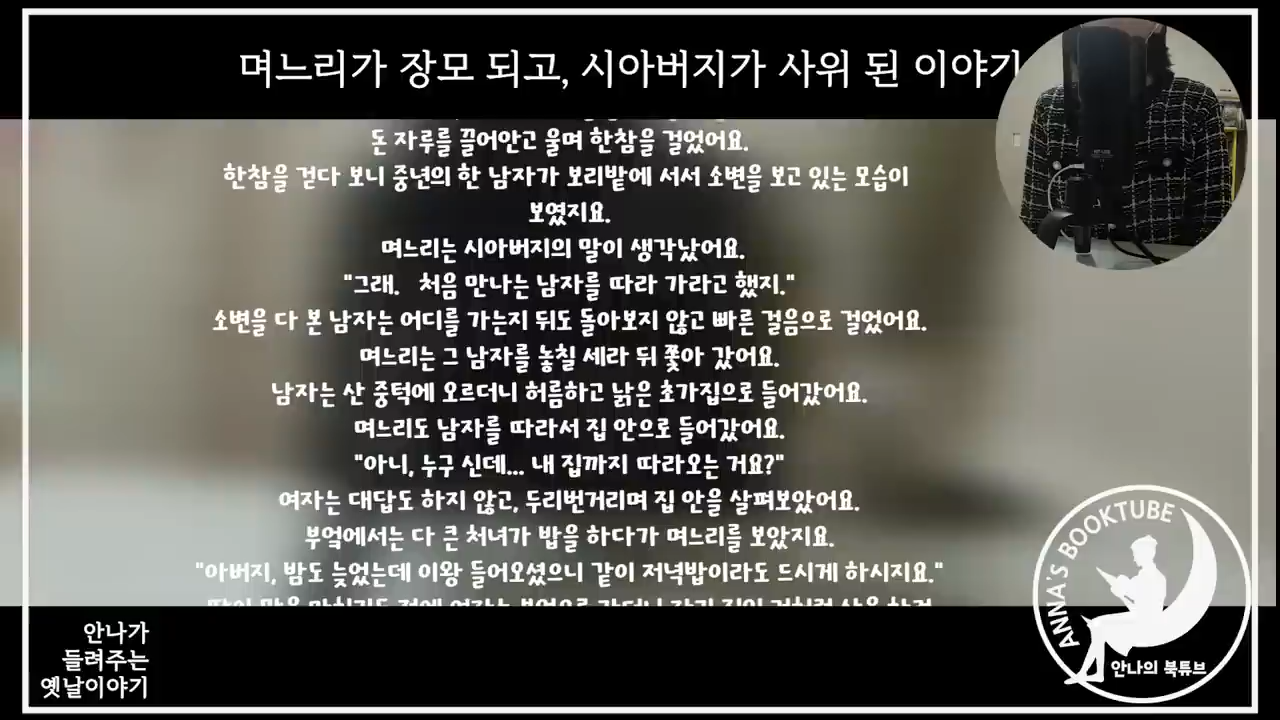 며느리가 장모 되고, 시아버지가 사위 된 이야기
돈 자루를 끌어안고 울며 한참을 걸었어요.
한참을 걷다 보니 중년의 한 남자가 보리밭에 서서 소변을 보고 있는 모습이
보였지요.
며느리는 시아버지의 말이 생각났어요.
"그래. 처음 만나는 남자를 따라 가라고 했지."
소변을 다 본 남자는 어디를 가는지 뒤도 돌아보지 않고 빠른 걸음으로 걸었어요.
며느리는 그 남자를 놓칠 세라 뒤 쫓아 갔어요.
남자는 산 중턱에 오르더니 허름하고 낡은 초가집으로 들어갔어요.
며느리도 남자를 따라서 집 안으로 들어갔어요.
"아니, 누구 신데... 내 집까지 따라오는 거요?"
여자는 대답도 하지 않고, 두리번거리며 집 안을 살펴보았어요.
부엌에서는 다 큰 처녀가 밥을 하다가 며느리를 보았지요.
"아버지, 밤도 늦었는데 이왕 들어오셨으니 같이 저녁밥이라도 드시게 하시지요."
안나가
들려주는
옛날이야기
ANNA'S BOOKTUBE
안나의 북튜브